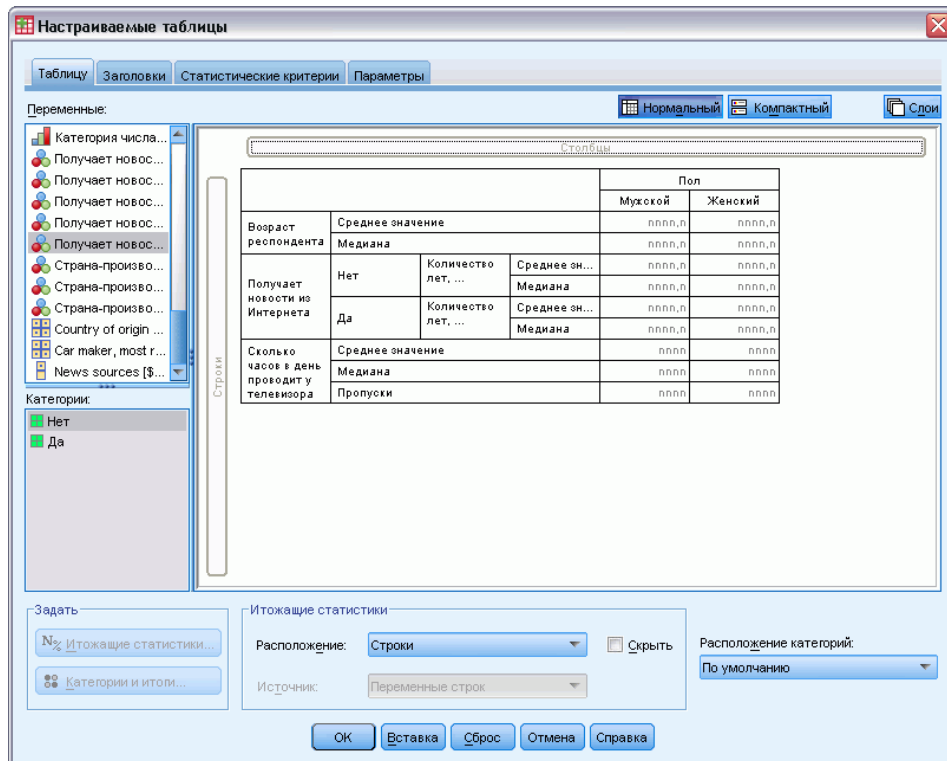 Настраиваемые таблицы
Таблицу Заголовки Статистические критерии Параметры
Переменные:
Нормальный Компактный Слои
Категория числа...
Получает новос...
Получает новос...
Получает новос...
Получает новос...
Получает новос...
Страна-произво...
Страна-произво...
Страна-произво...
Country of origin ...
Car maker, most r...
News sources [$...
Категории:
Нет
Да
Столбцы
Строки
Пол
Мужской Женский
Возраст респондента
Среднее значение nnnn,n nnnn,n
Медиана nnnn,n nnnn,n
Получает новости из Интернета
Нет Количество лет, ... Среднее зн... nnnn,n nnnn,n
Медиана nnnn,n nnnn,n
Да Количество лет, ... Среднее зн... nnnn,n nnnn,n
Медиана nnnn,n nnnn,n
Сколько часов в день проводит у телевизора
Среднее значение nnnn nnnn
Медиана nnnn nnnn
Пропуски nnnn nnnn
Задать
N% Итожащие статистики...
Категории и итоги...
Итожащие статистики
Расположение: Строки Скрыть
Источник: Переменные строк
Расположение категорий:
По умолчанию
OK Вставка Сброс Отмена Справка